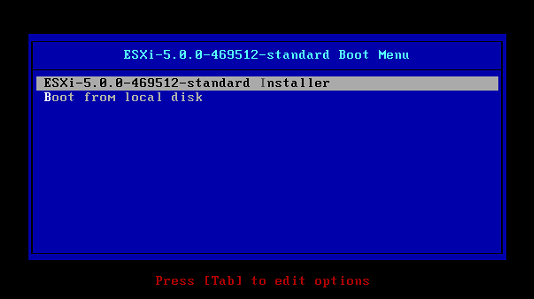 ESXi-5.0.0-469512-standard Boot Menu
ESXi-5.0.0-469512-standard Installer
Boot from local disk
Press [Tab] to edit options